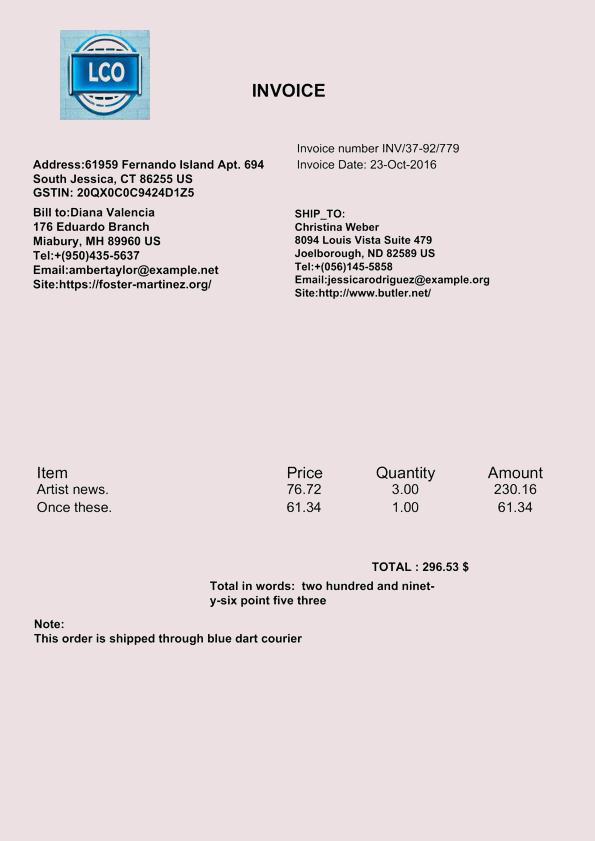 LCO
INVOICE
Invoice number INV/37-92/779
Invoice Date: 23-Oct-2016
Address:61959 Fernando Island Apt. 694
South Jessica, CT 86255 US
GSTIN: 20QX0C0C9424D1Z5
Bill to:Diana Valencia
176 Eduardo Branch
Miabury, MH 89960 US
Tel:+(950)435-5637
Email:ambertaylor@example.net
Site:https://foster-martinez.org/
SHIP_TO:
Christina Weber
8094 Louis Vista Suite 479
Joelborough, ND 82589 US
Tel:+(056)145-5858
Email:jessicarodriguez@example.org
Site:http://www.butler.net/
Item Price Quantity Amount
Artist news. 76.72 3.00 230.16
Once these. 61.34 1.00 61.34
TOTAL : 296.53 $
Total in words: two hundred and ninet-
y-six point five three
Note:
This order is shipped through blue dart courier